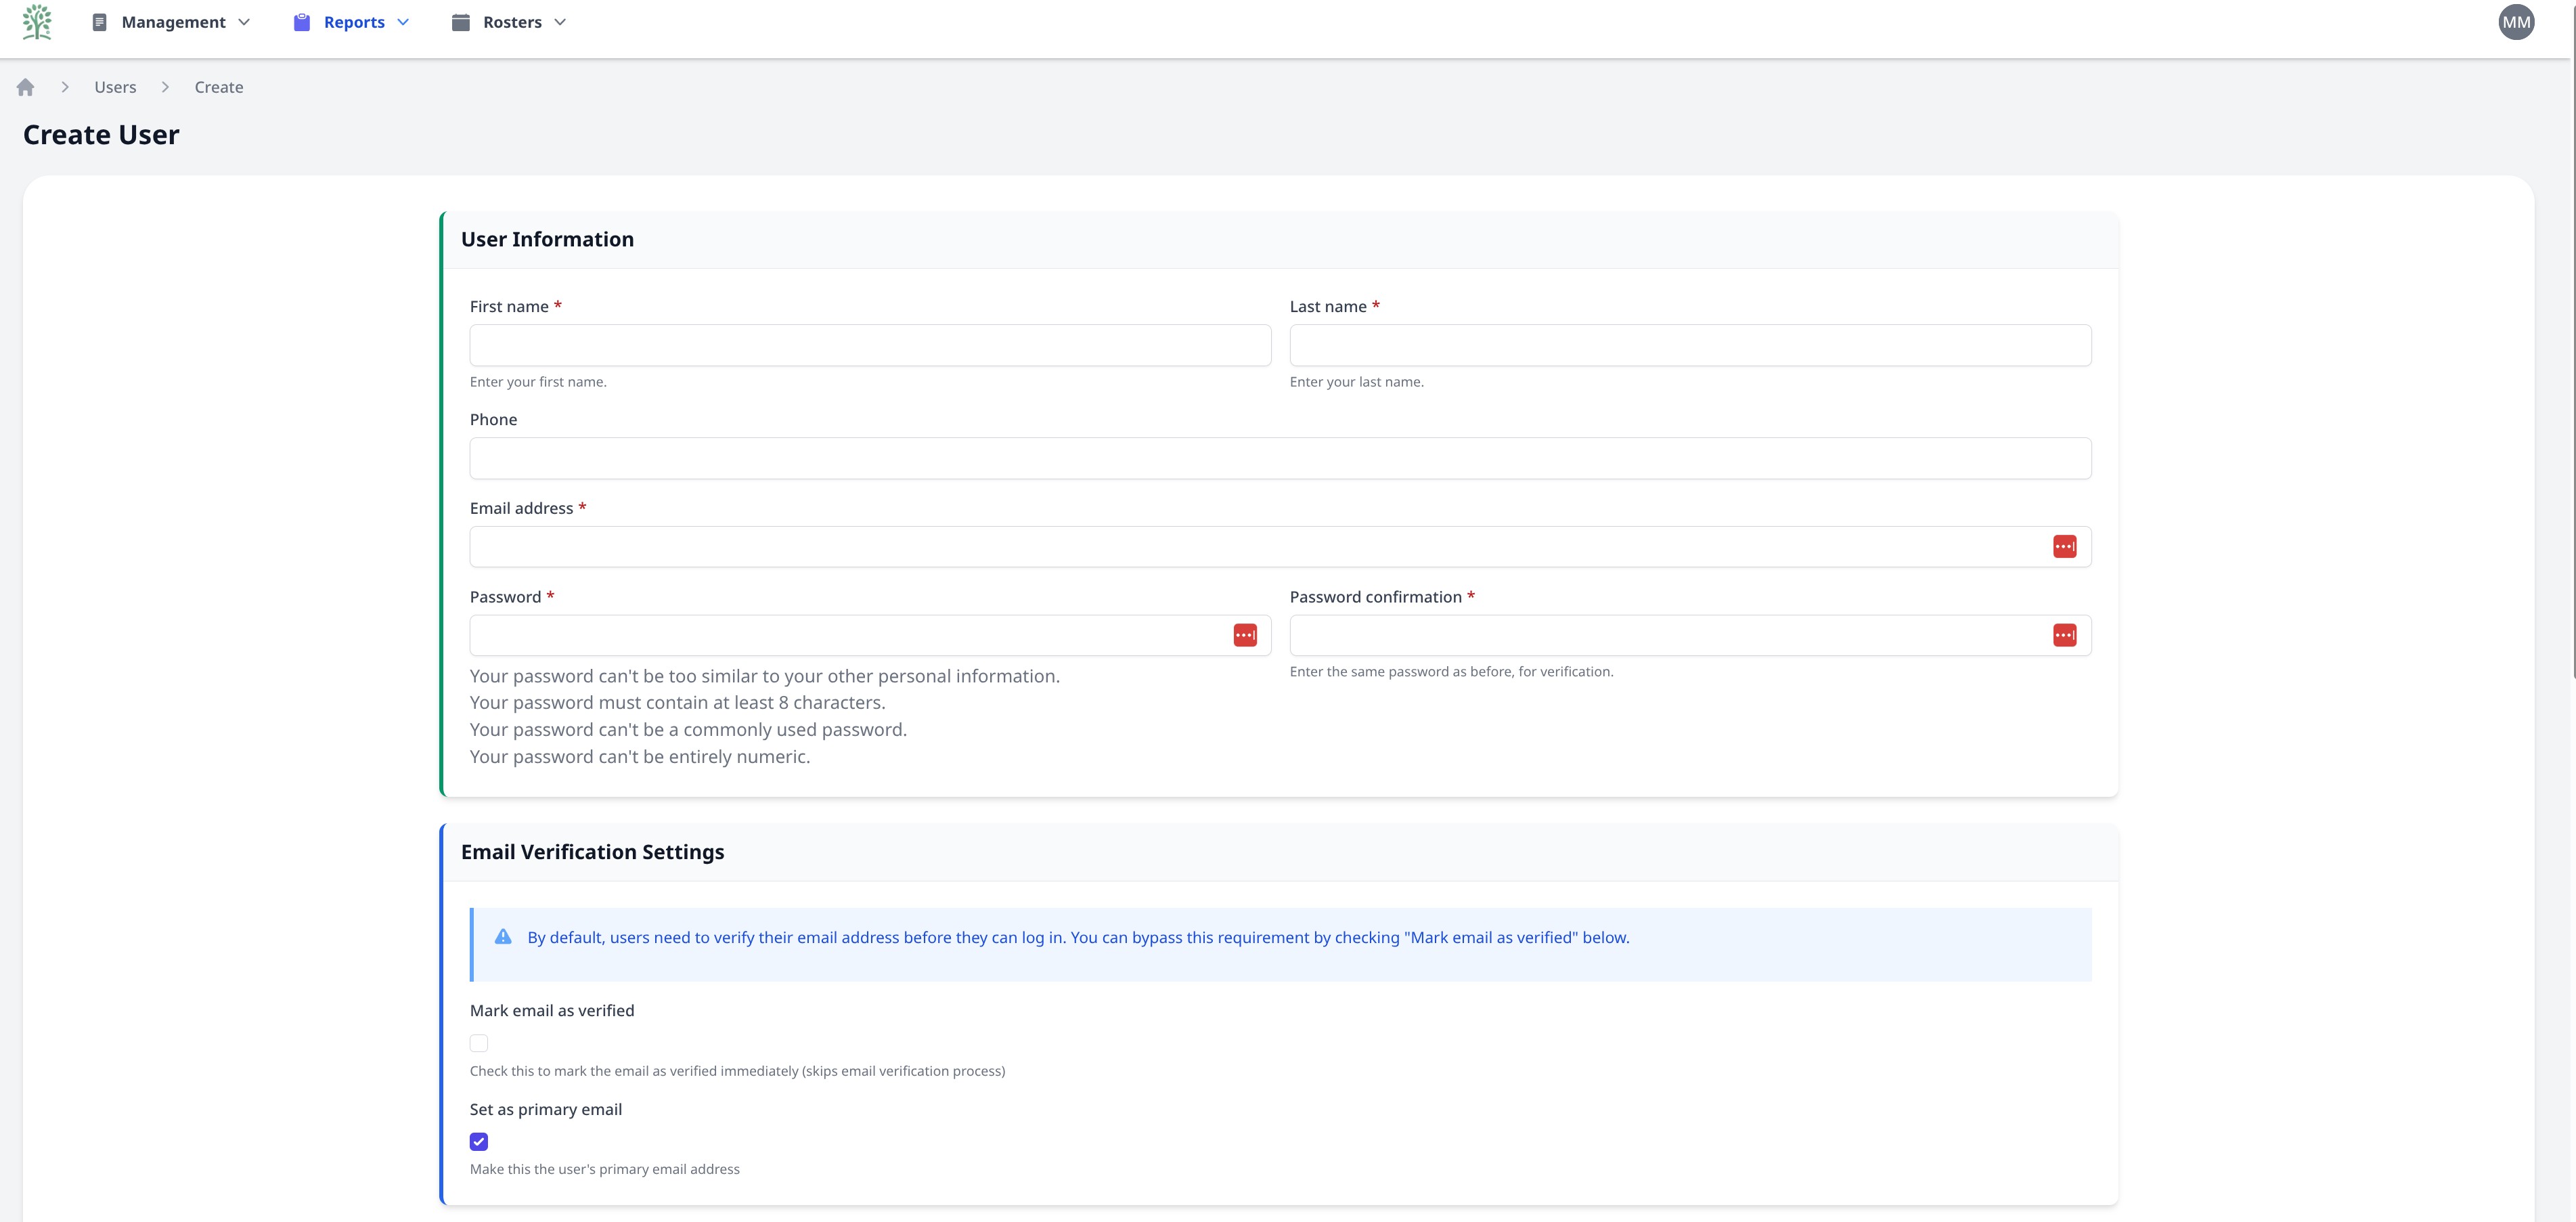 Management
Reports
Rosters
MM
Users
Create
Create User
User Information
First name *
Last name *
Enter your first name.
Enter your last name.
Phone
Email address *
Password *
Password confirmation *
Your password can't be too similar to your other personal information.
Your password must contain at least 8 characters.
Your password can't be a commonly used password.
Your password can't be entirely numeric.
Enter the same password as before, for verification.
Email Verification Settings
By default, users need to verify their email address before they can log in. You can bypass this requirement by checking "Mark email as verified" below.
Mark email as verified
Check this to mark the email as verified immediately (skips email verification process)
Set as primary email
Make this the user's primary email address